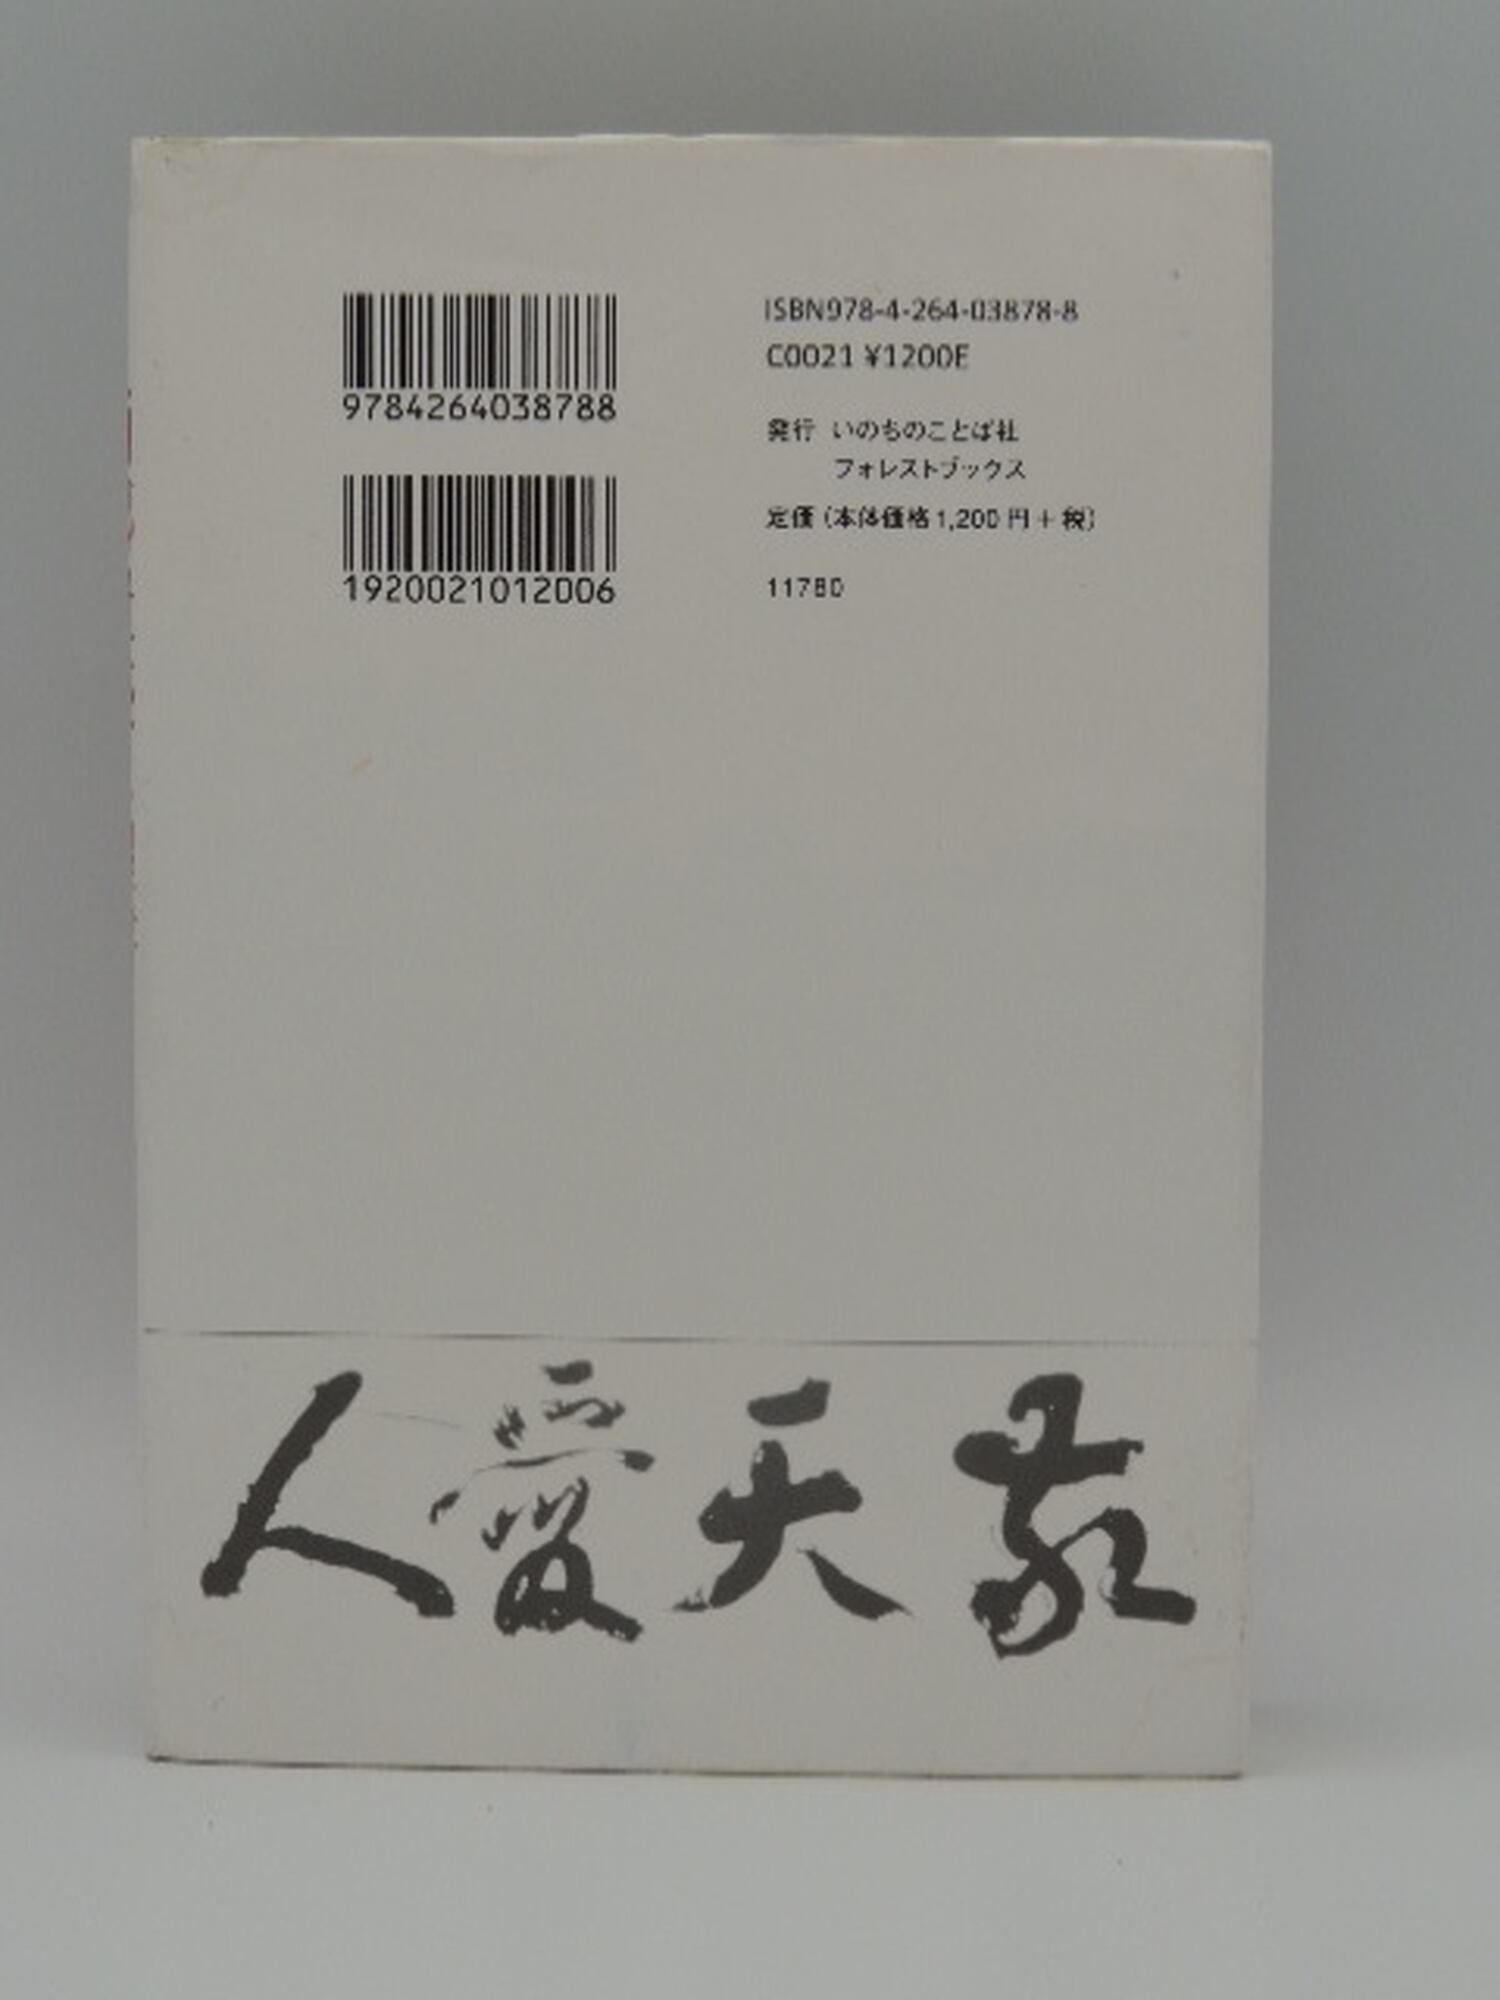 9784264038788
1920021012006
ISBN978-4-264-03878-8
C0021 ¥1200E
発行 いのちのことば社
フォレストブックス
定価（本体価格1,200円＋税）
11780
敬天愛人